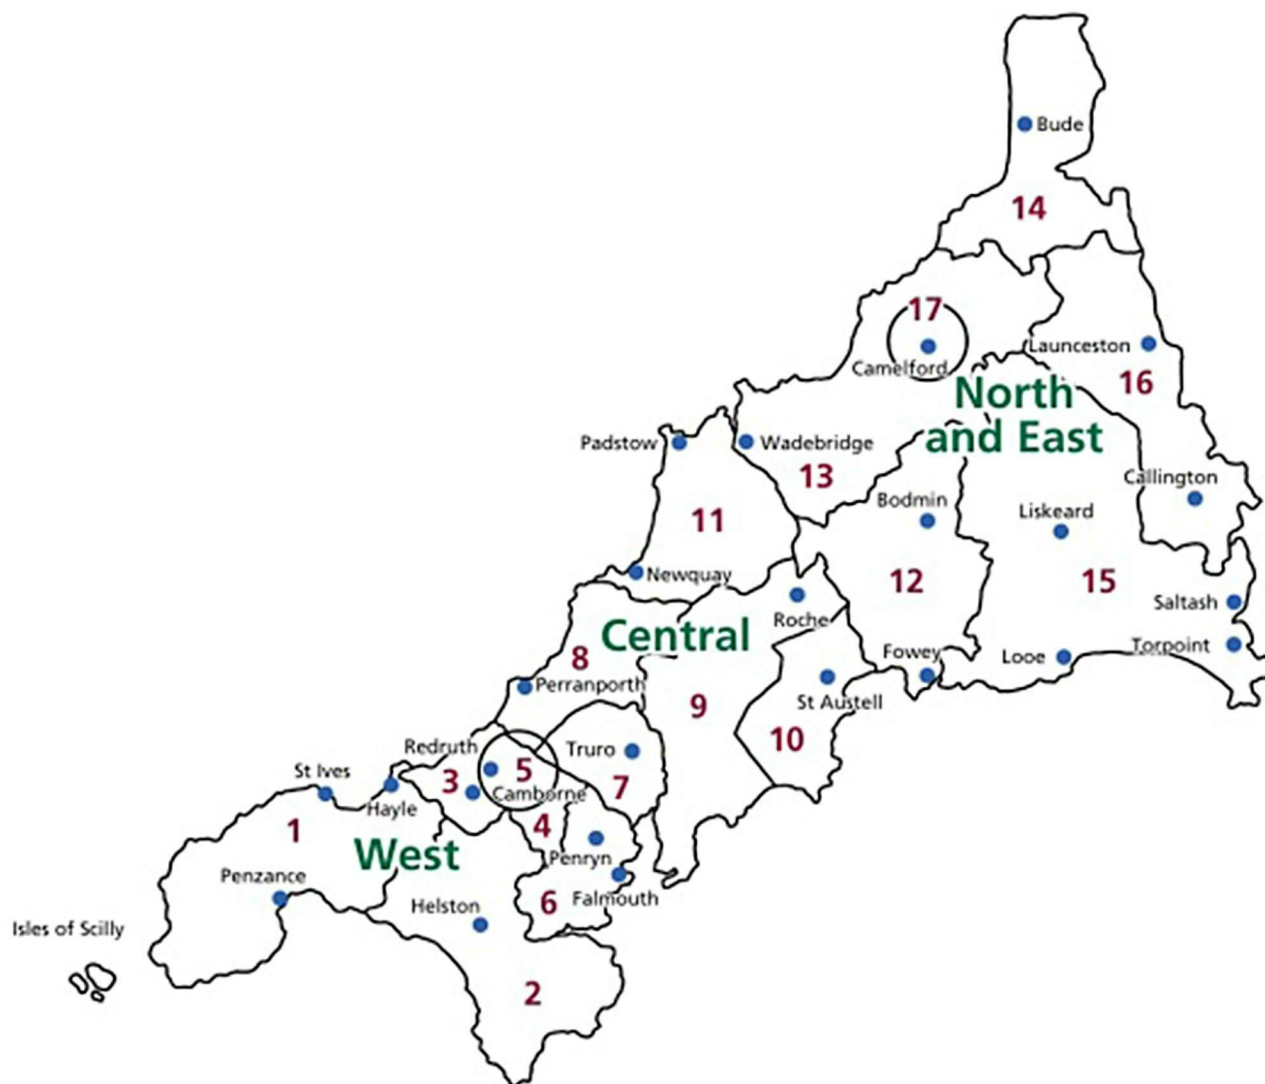 Bude
14
17
Camelford
Launceston
16
North
and East
Padstow
Wadebridge
13
Callington
Bodmin
Liskeard
11
12
15
Newquay
Roche
Saltash
Central
8
Fowey
Looe
Torpoint
Perranporth
9
St Austell
10
Redruth
Truro
5
3
7
Camborne
St Ives
Hayle
1
4
West
Penryn
Penzance
Falmouth
6
Helston
Isles of Scilly
2